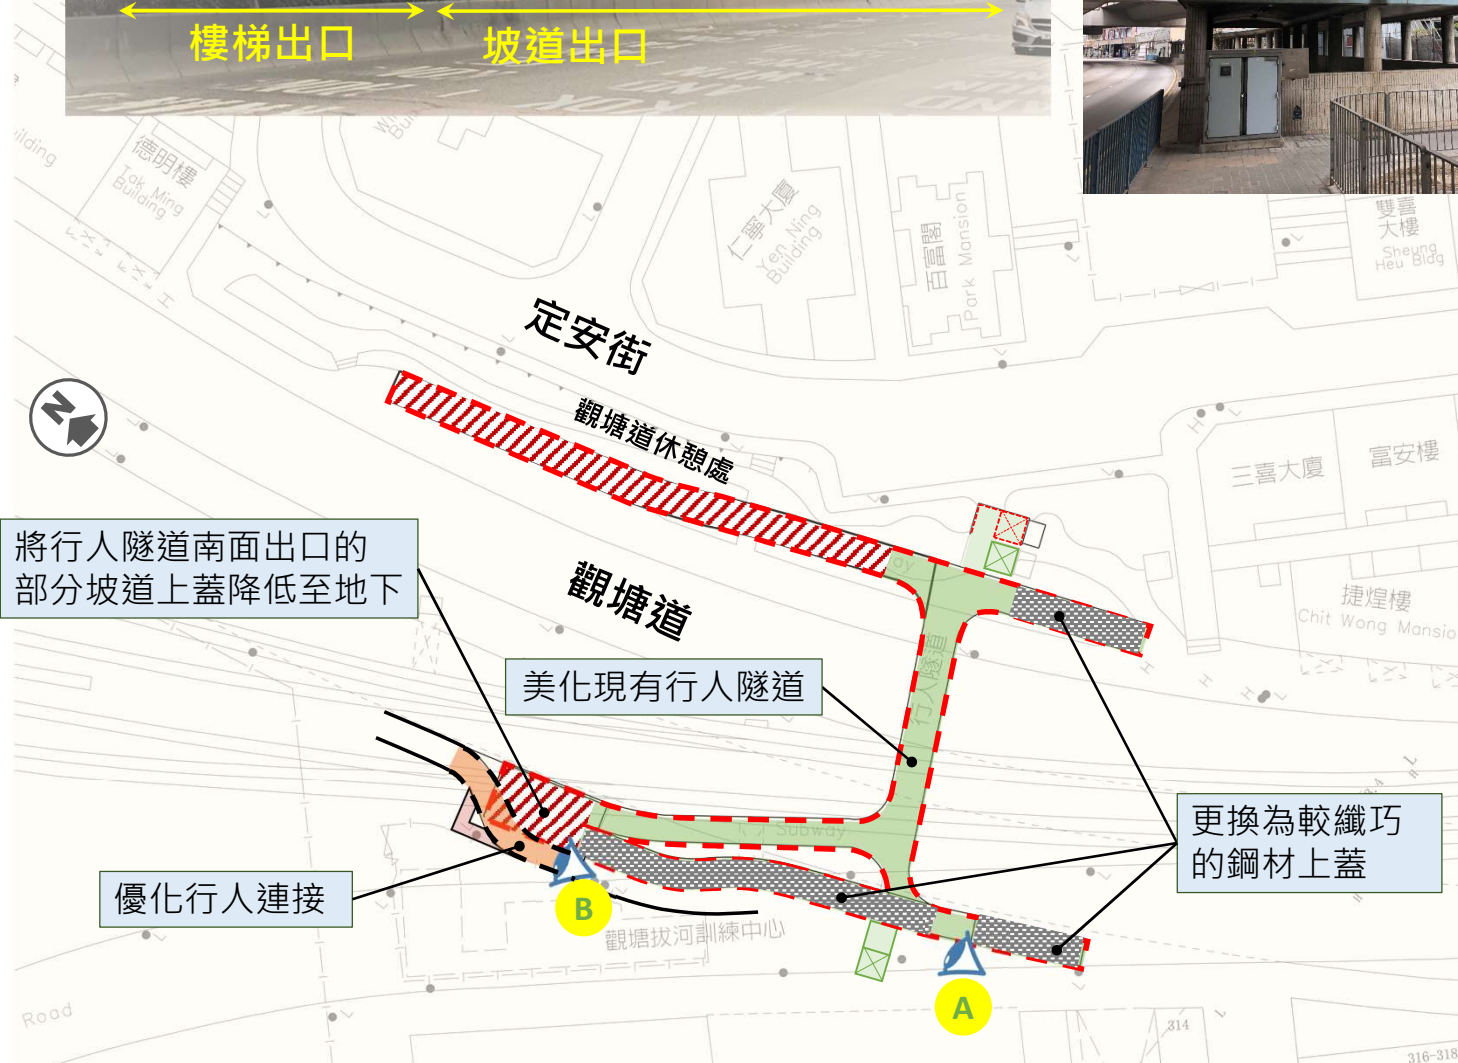 樓梯出口
坡道出口
德明樓
Tak Ming
Building
仁寧大廈
Yen Ning
Building
百富閣
Park Mansion
雙喜
大樓
Sheung
Heu Bldg
定安街
觀塘道休憩處
N
三喜大廈
富安樓
將行人隧道南面出口的
部分坡道上蓋降低至地下
觀塘道
捷煌樓
Chit Wong Mansio
美化現有行人隧道
行人隧道
Subway
更換為較纖巧
的鋼材上蓋
優化行人連接
B
觀塘拔河訓練中心
A
Road
314
316-318